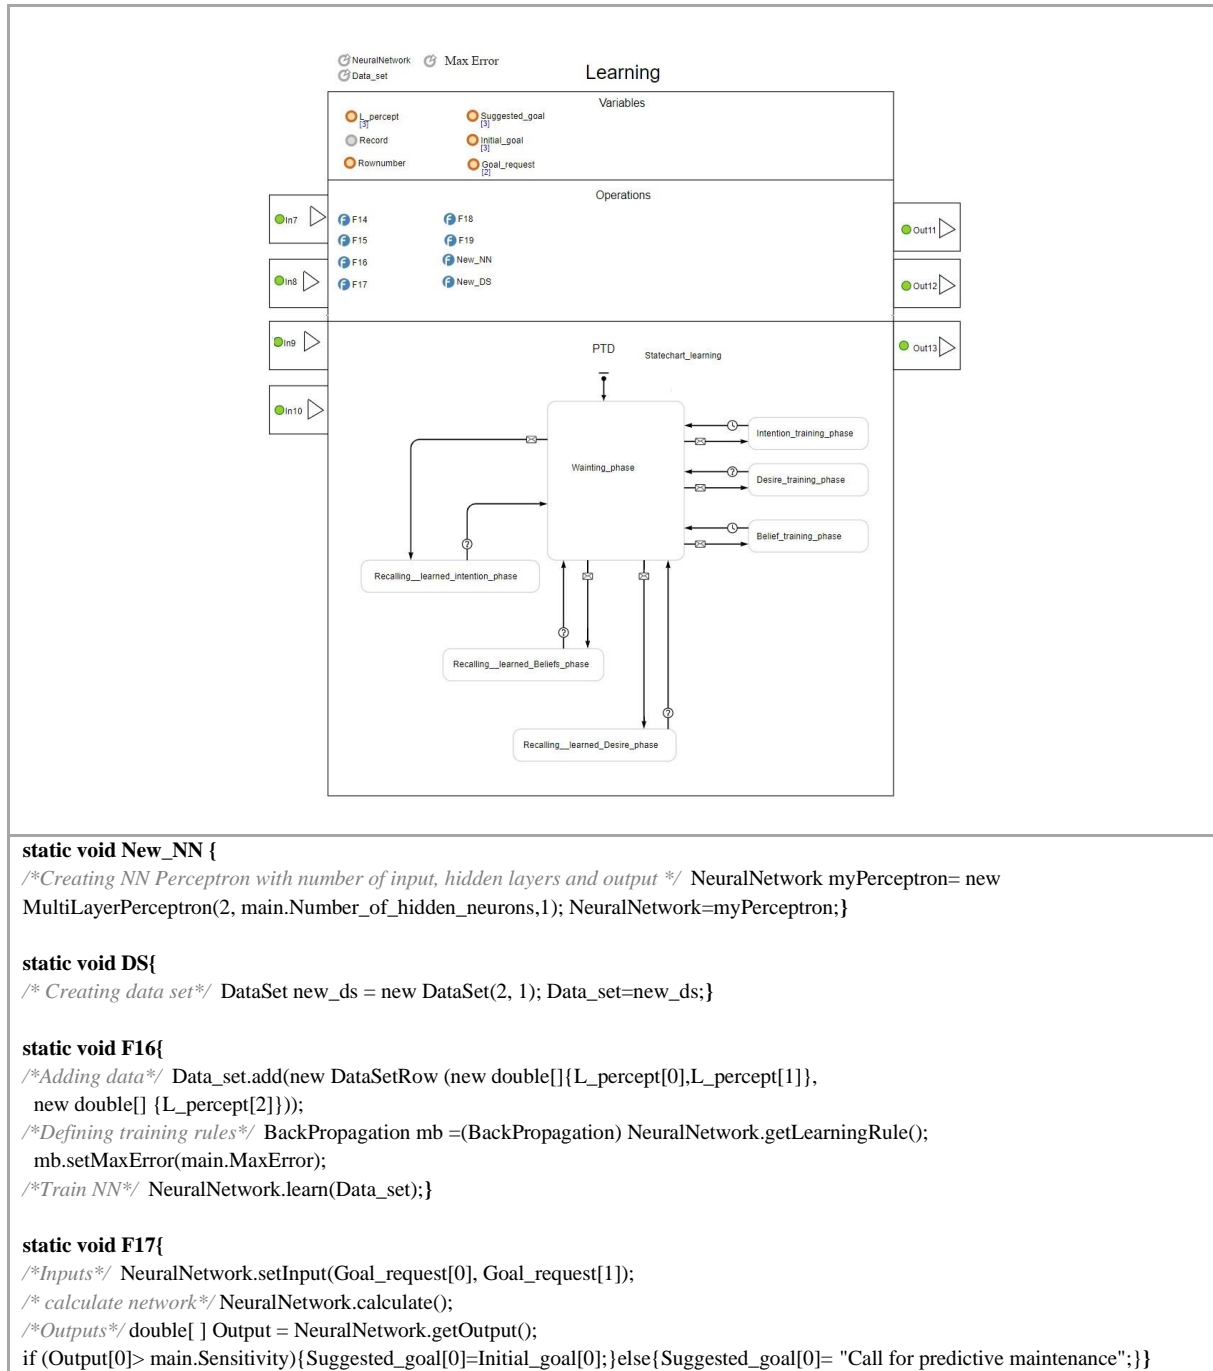 NeuralNetwork Max Error
Data_set
Learning
Variables
L_percept
[3]
Suggested_goal
[3]
Record
Initial_goal
[3]
Rownumber
Goal_request
[2]
Operations
In7
F14
F18
Out11
F15
F19
F16
New_NN
In8
F17
New_DS
Out12
In9
PTD
Statechart_learning
Out13
In10
Intention_training_phase
Wainting_phase
Desire_training_phase
Belief_training_phase
Recalling__learned_intention_phase
Recalling__learned_Beliefs_phase
Recalling__learned_Desire_phase
static void New_NN {
/*Creating NN Perceptron with number of input, hidden layers and output */ NeuralNetwork myPerceptron= new
MultiLayerPerceptron(2, main.Number_of_hidden_neurons,1); NeuralNetwork=myPerceptron;}
static void DS{
/* Creating data set*/ DataSet new_ds = new DataSet(2, 1); Data_set=new_ds;}
static void F16{
/*Adding data*/ Data_set.add(new DataSetRow (new double[]{L_percept[0],L_percept[1]},
new double[] {L_percept[2]}));
/*Defining training rules*/ BackPropagation mb =(BackPropagation) NeuralNetwork.getLearningRule();
mb.setMaxError(main.MaxError);
/*Train NN*/ NeuralNetwork.learn(Data_set);}
static void F17{
/*Inputs*/ NeuralNetwork.setInput(Goal_request[0], Goal_request[1]);
/* calculate network*/ NeuralNetwork.calculate();
/*Outputs*/ double[ ] Output = NeuralNetwork.getOutput();
if (Output[0]> main.Sensitivity){Suggested_goal[0]=Initial_goal[0];}else{Suggested_goal[0]= "Call for predictive maintenance";}}